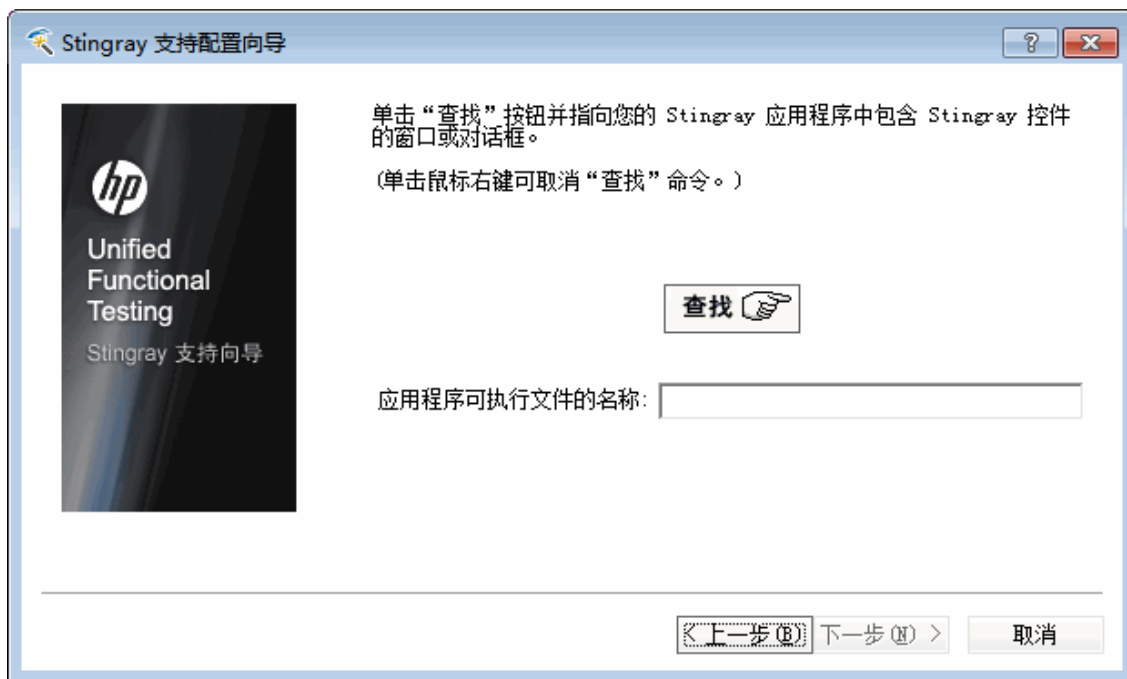 Stingray 支持配置向导
单击“查找”按钮并指向您的 Stingray 应用程序中包含 Stingray 控件
的窗口或对话框。
(单击鼠标右键可取消“查找”命令。)
hp
Unified
Functional
Testing
Stingray 支持向导
查找
应用程序可执行文件的名称:
< 上一步(B) 下一步(N) > 取消